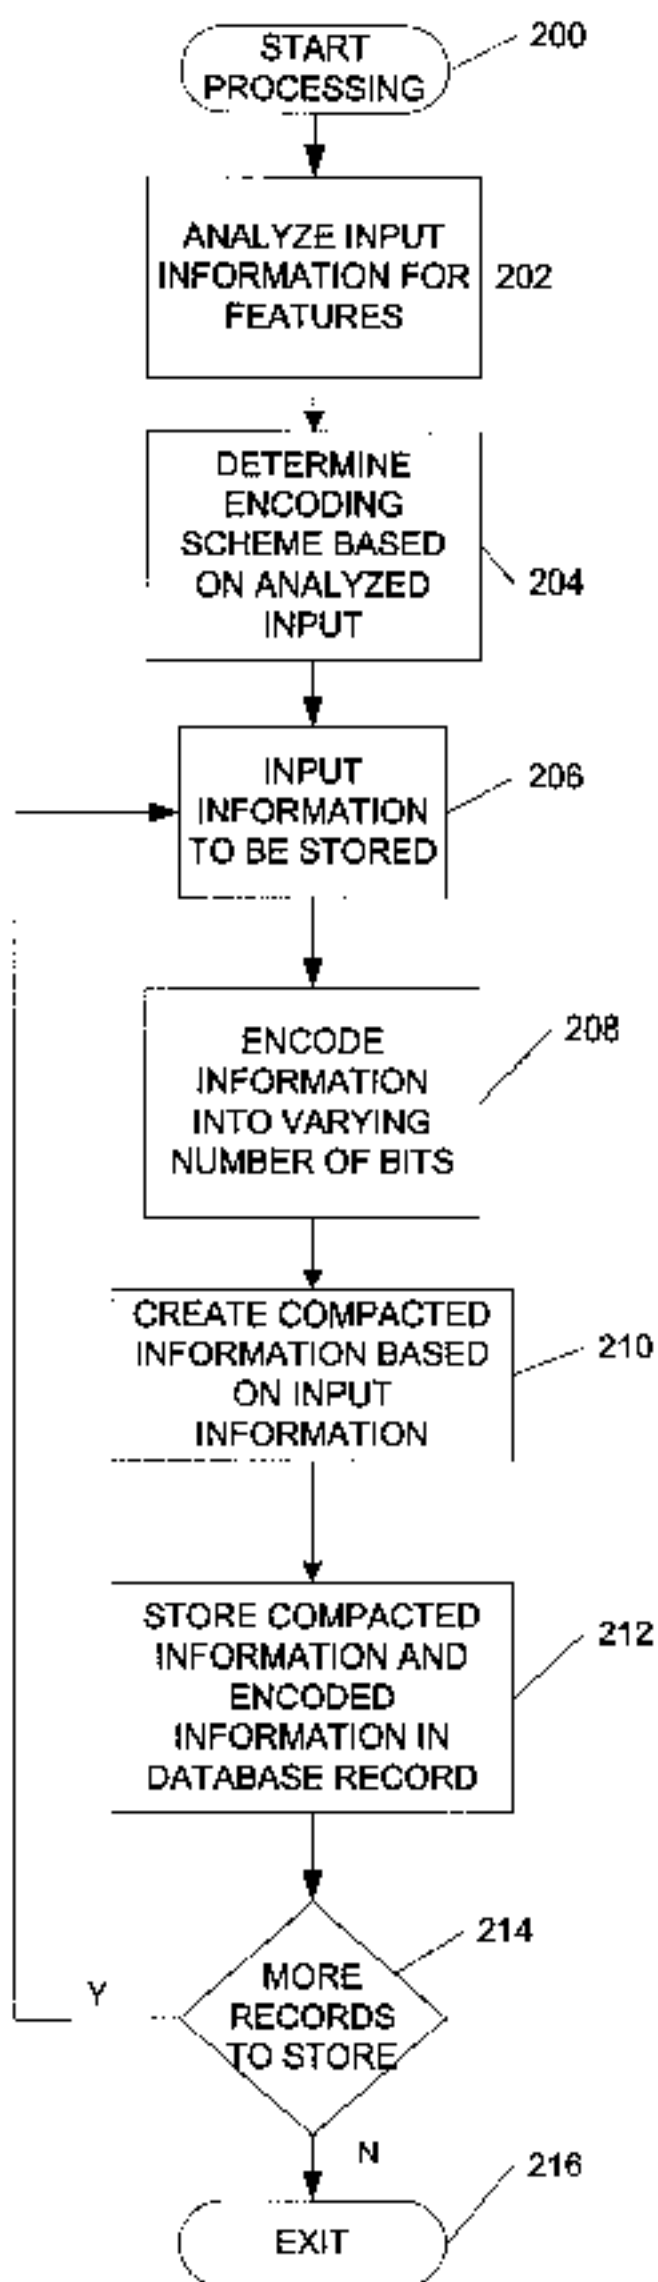 START
PROCESSING
200
ANALYZE INPUT
INFORMATION FOR
FEATURES
202
DETERMINE
ENCODING
SCHEME BASED
ON ANALYZED
INPUT
204
INPUT
INFORMATION
TO BE STORED
206
ENCODE
INFORMATION
INTO VARYING
NUMBER OF BITS
208
CREATE COMPACTED
INFORMATION BASED
ON INPUT
INFORMATION
210
STORE COMPACTED
INFORMATION AND
ENCODED
INFORMATION IN
DATABASE RECORD
212
MORE
RECORDS
TO STORE
214
Y
N
EXIT
216